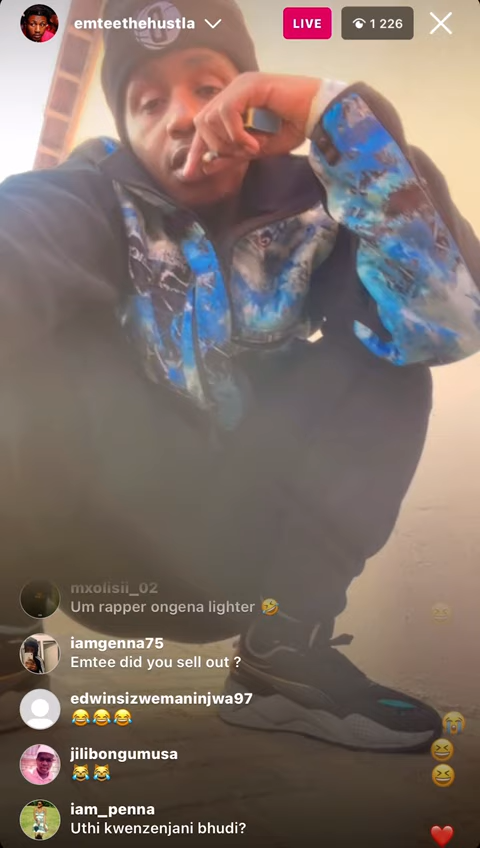 emteethehustla
LIVE
1 226
mxolisii_02
Um rapper ongena lighter 🤣
iamgenna75
Emtee did you sell out ?
edwinsizwemaninjwa97
😂😂😂
jilibongumusa
😹😹
iam_penna
Uthi kwenzenjani bhudi?